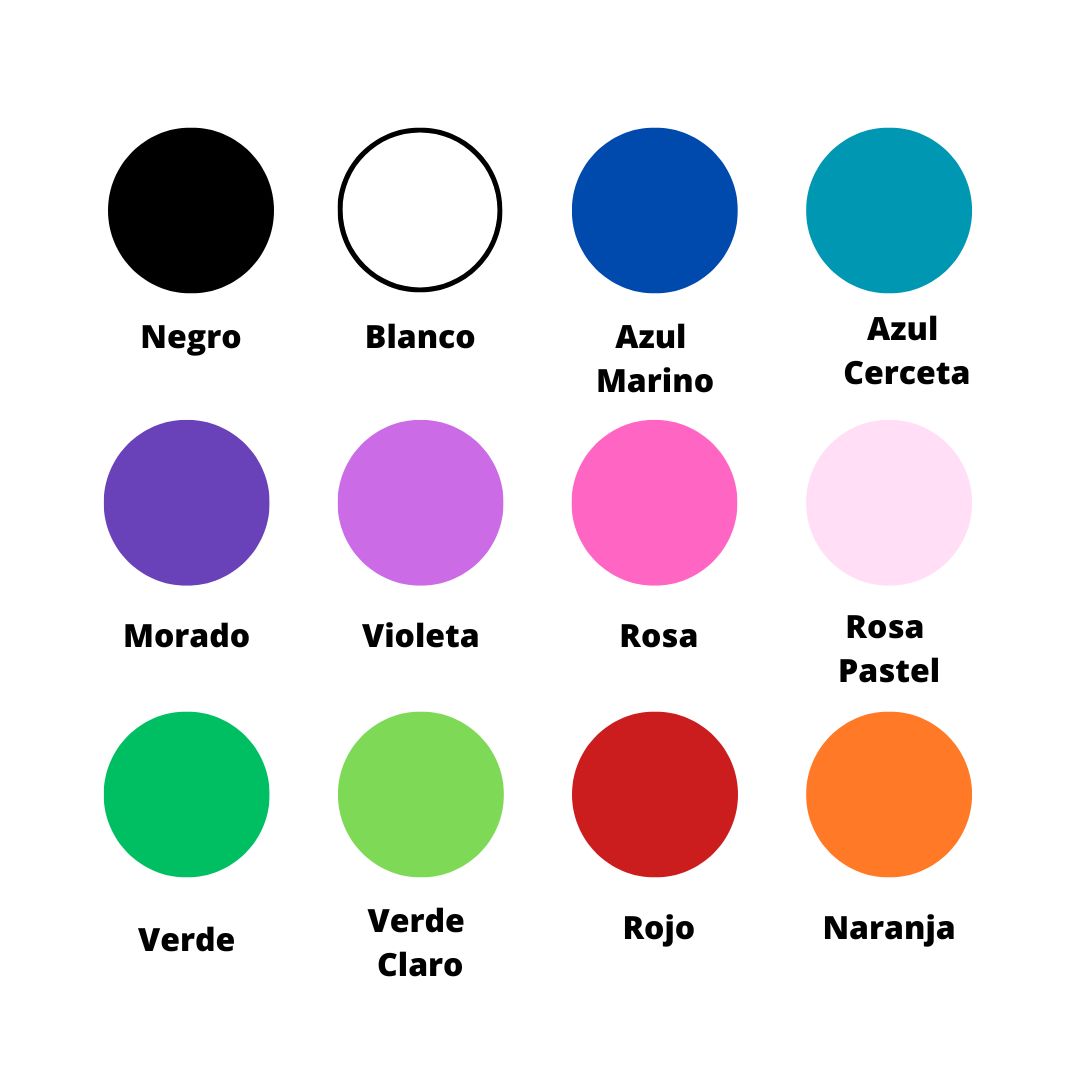 Negro
Blanco
Azul
Marino
Azul
Cerceta
Morado
Violeta
Rosa
Rosa
Pastel
Verde
Verde
Claro
Rojo
Naranja